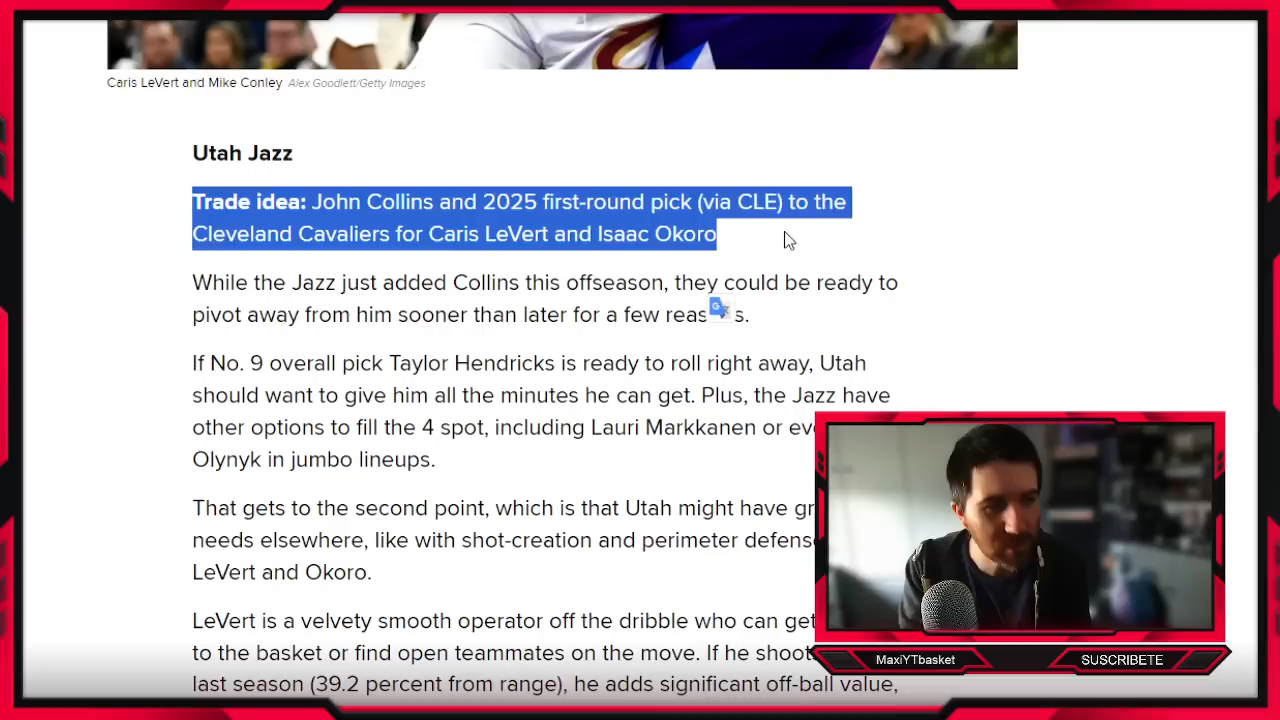 Caris LeVert and Mike Conley Alex Goodlett/Getty Images
Utah Jazz
Trade idea: John Collins and 2025 first-round pick (via CLE) to the
Cleveland Cavaliers for Caris LeVert and Isaac Okoro
While the Jazz just added Collins this offseason, they could be ready to
pivot away from him sooner than later for a few reas s.
If No. 9 overall pick Taylor Hendricks is ready to roll right away, Utah
should want to give him all the minutes he can get. Plus, the Jazz have
other options to fill the 4 spot, including Lauri Markkanen or
Olynyk in jumbo lineups.
That gets to the second point, which is that Utah might have
needs elsewhere, like with shot-creation and perimeter
LeVert and Okoro.
LeVert is a velvety smooth operator off the dribble who can get
to the basket or find open teammates on the move. If he
last season (39.2 percent from range), he adds significant off-ball value,
MaxiYTbasket
SUSCRIBETE